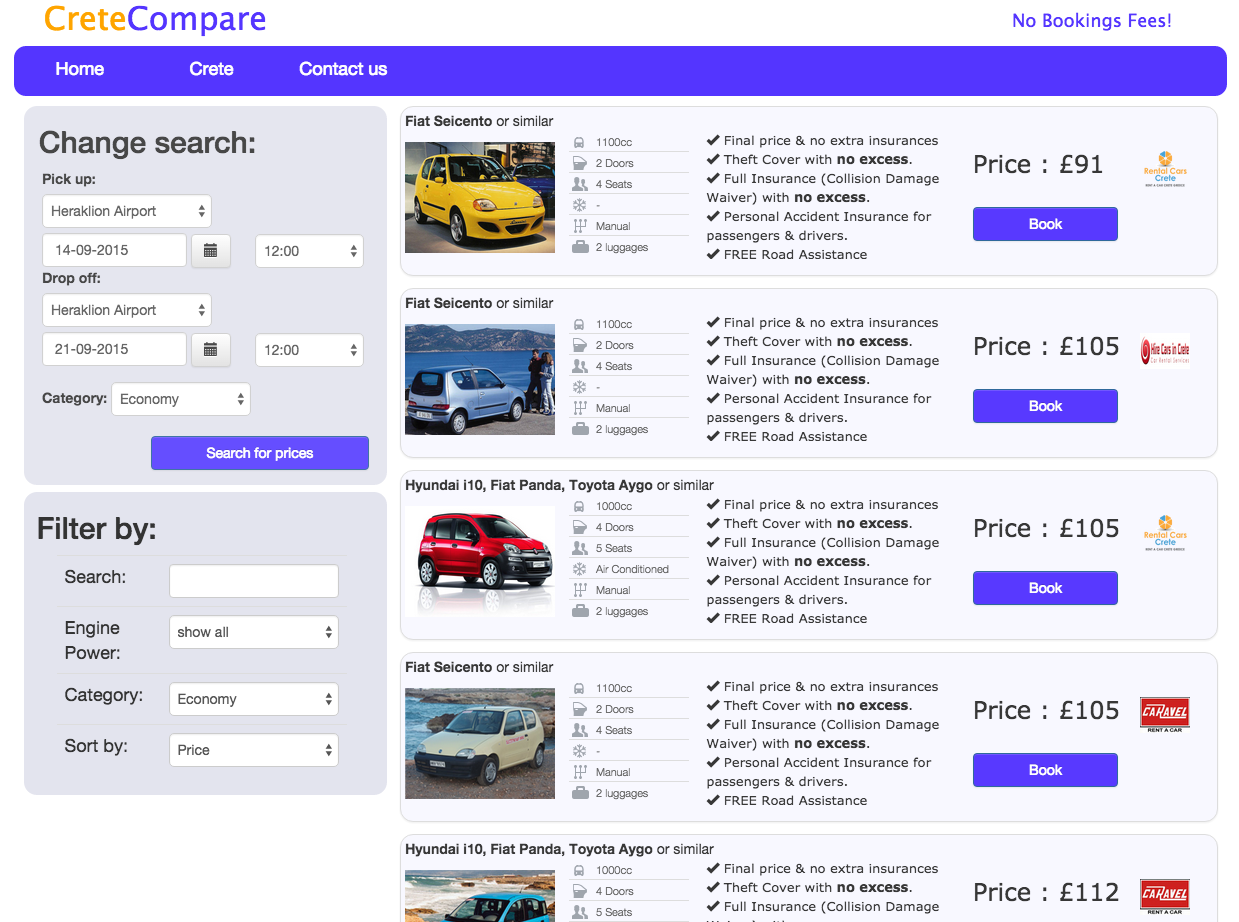 CreteCompare
No Bookings Fees!
Home Crete Contact us
Change search:
Pick up:
Heraklion Airport
14-09-2015 12:00
Drop off:
Heraklion Airport
21-09-2015 12:00
Category: Economy
Search for prices
Filter by:
Search:
Engine
Power:
show all
Category: Economy
Sort by: Price
Fiat Seicento or similar
1100cc
2 Doors
4 Seats
-
Manual
2 luggages
Final price & no extra insurances
Theft Cover with no excess.
Full Insurance (Collision Damage
Waiver) with no excess.
Personal Accident Insurance for
passengers & drivers.
FREE Road Assistance
Price : £91
Book
Rental Cars
Crete
RENT A CAR CRETE GREECE
Fiat Seicento or similar
1100cc
2 Doors
4 Seats
-
Manual
2 luggages
Final price & no extra insurances
Theft Cover with no excess.
Full Insurance (Collision Damage
Waiver) with no excess.
Personal Accident Insurance for
passengers & drivers.
FREE Road Assistance
Price : £105
Book
Hire Cars in Crete
Car Rental Services
Hyundai i10, Fiat Panda, Toyota Aygo or similar
1000cc
4 Doors
5 Seats
Air Conditioned
Manual
2 luggages
Final price & no extra insurances
Theft Cover with no excess.
Full Insurance (Collision Damage
Waiver) with no excess.
Personal Accident Insurance for
passengers & drivers.
FREE Road Assistance
Price : £105
Book
Rental Cars
Crete
RENT A CAR CRETE GREECE
Fiat Seicento or similar
1100cc
2 Doors
4 Seats
-
Manual
2 luggages
Final price & no extra insurances
Theft Cover with no excess.
Full Insurance (Collision Damage
Waiver) with no excess.
Personal Accident Insurance for
passengers & drivers.
FREE Road Assistance
Price : £105
Book
CARAVEL
RENT A CAR
Hyundai i10, Fiat Panda, Toyota Aygo or similar
1000cc
4 Doors
5 Seats
Final price & no extra insurances
Theft Cover with no excess.
Full Insurance (Collision Damage
Price : £112
CARAVEL
RENT A CAR